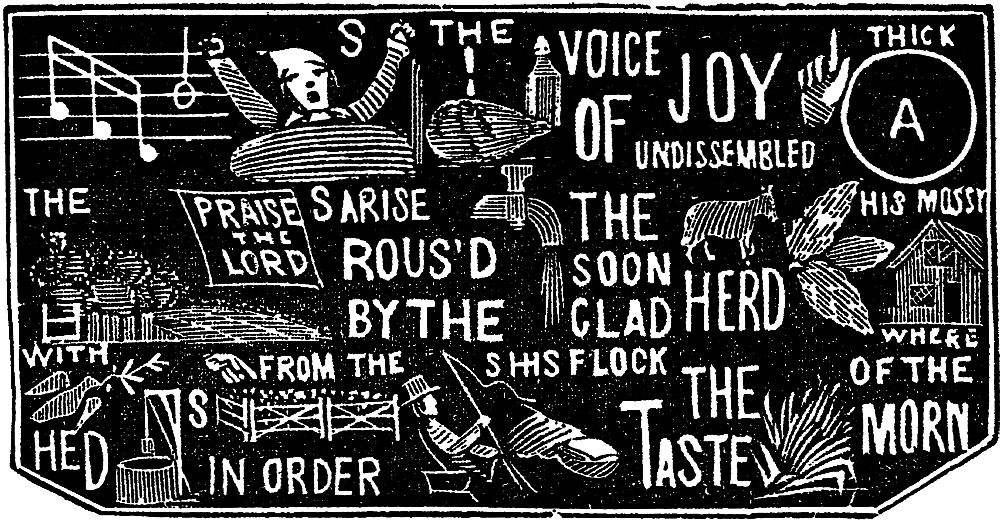 S THE VOICE OF JOY UNDISSEMBLED THICK A
THE PRAISE THE LORD S ARISE
ROUS'D BY THE
THE SOON GLAD HERD HIS MOSSY
WHERE
WITH
HED S FROM THE
IN ORDER
S HIS FLOCK
THE TASTE
OF THE MORN